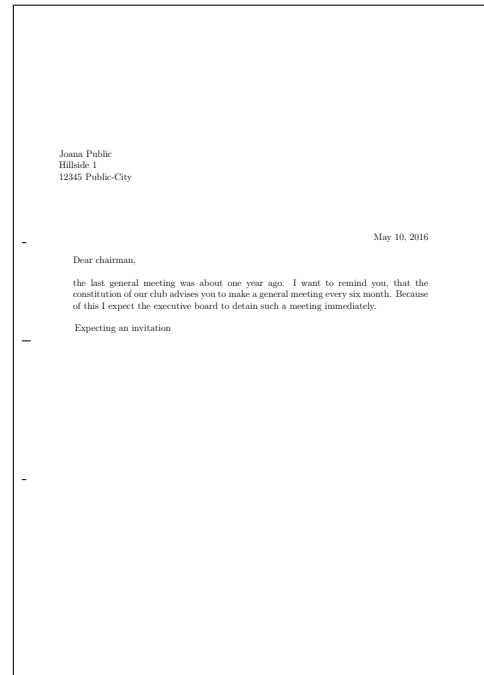 Joana Public
Hillside 1
12345 Public-City
May 10, 2016
Dear chairman,
the last general meeting was about one year ago. I want to remind you, that the
constitution of our club advises you to make a general meeting every six month. Because
of this I expect the executive board to detain such a meeting immediately.
Expecting an invitation